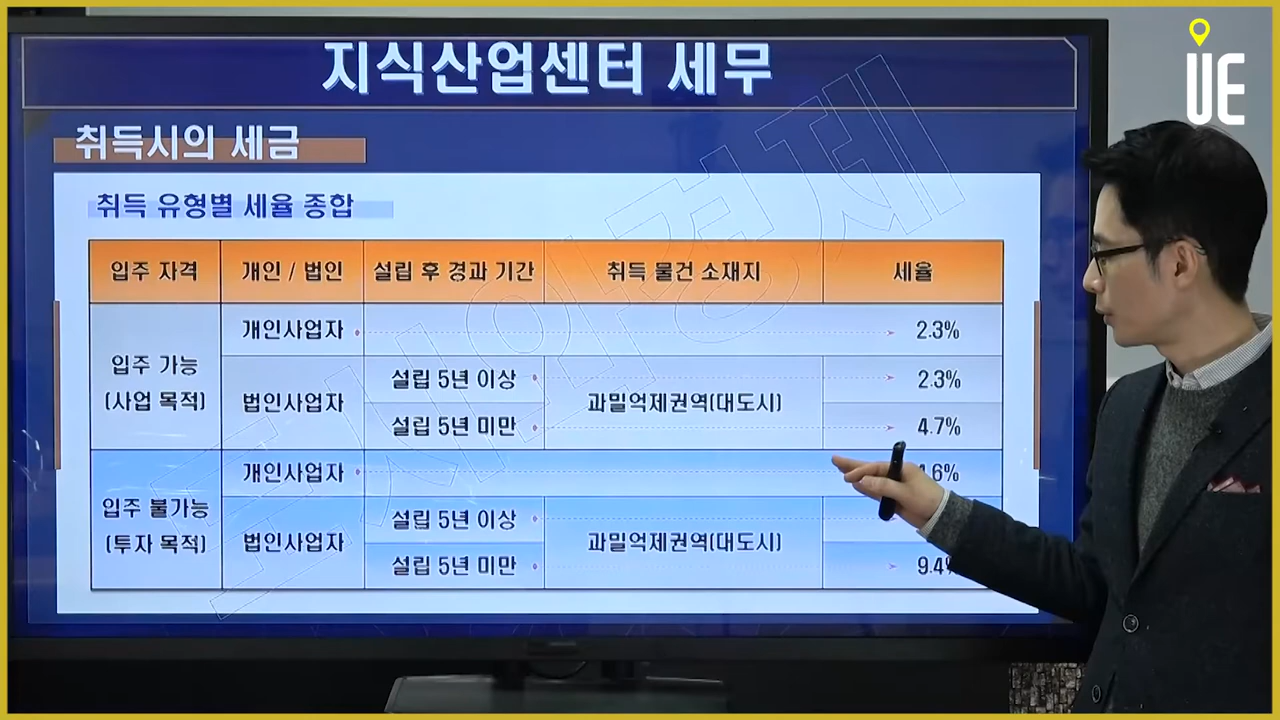 지식산업센터 세무
UE
취득시의 세금
취득 유형별 세율 종합
입주 자격 개인 / 법인 설립 후 경과 기간 취득 물건 소재지 세율
입주 가능
(사업 목적)
개인사업자 2.3%
법인사업자
설립 5년 이상 2.3%
과밀억제권역(대도시)
설립 5년 미만 4.7%
입주 불가능
(투자 목적)
개인사업자
법인사업자
설립 5년 이상
과밀억제권역(대도시)
설립 5년 미만 9.4%
도시와경제